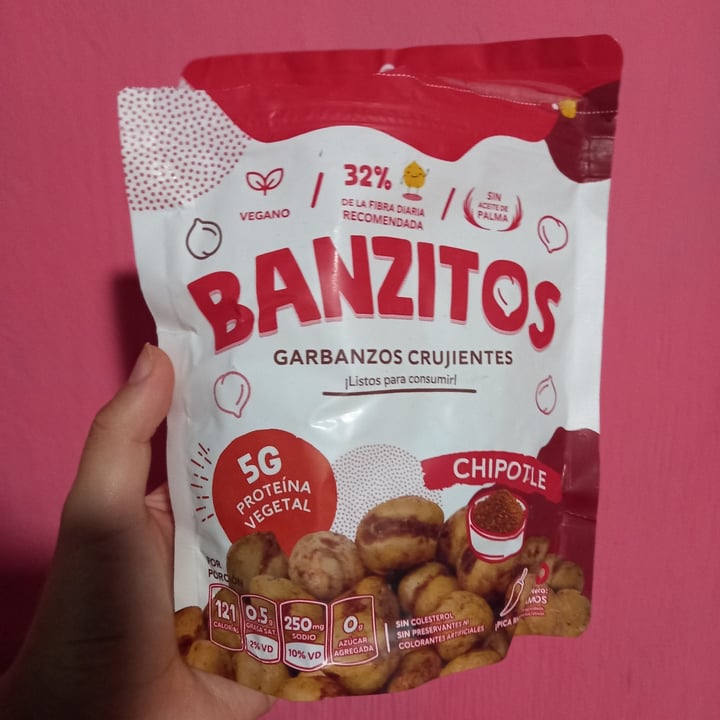 VEGANO
32%
DE LA FIBRA DIARIA
RECOMENDADA
SIN
ACEITE DE
PALMA
BANZITOS
GARBANZOS CRUJIENTES
¡Listos para consumir!
5G
PROTEÍNA
VEGETAL
CHIPOTLE
POR
PORCIÓN
121
CALORÍAS
0.5g
GRASA SAT.
2% VD
250mg
SODIO
10% VD
0g
AZÚCAR
AGREGADA
SIN COLESTEROL
SIN PRESERVANTES NI
COLORANTES ARTIFICIALES
¡PICA